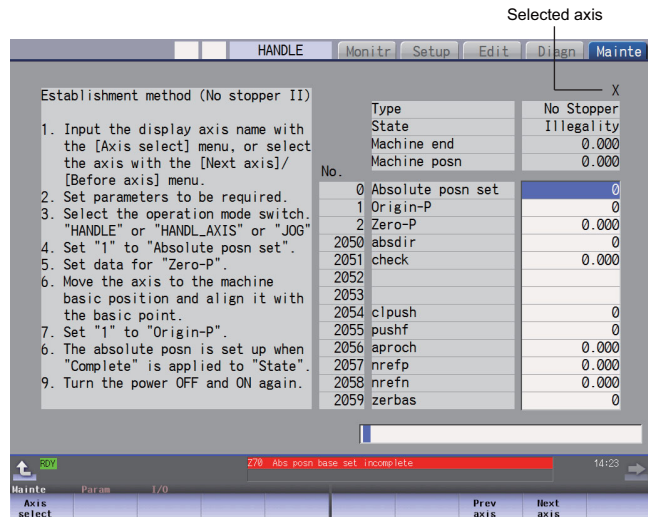 Selected axis
HANDLE Monitr Setup Edit Diagn Mainte
Establishment method (No stopper II)
1. Input the display axis name with
the [Axis select] menu, or select
the axis with the [Next axis]/
[Before axis] menu.
2. Set parameters to be required.
3. Select the operation mode switch.
"HANDLE" or "HANDL_AXIS" or "JOG"
4. Set "1" to "Absolute posn set".
5. Set data for "Zero-P".
6. Move the axis to the machine
basic position and align it with
the basic point.
7. Set "1" to "Origin-P".
6. The absolute posn is set up when
"Complete" is applied to "State".
9. Turn the power OFF and ON again.
X
Type No Stopper
State Illegality
Machine end 0.000
Machine posn 0.000
No.
0 Absolute posn set 0
1 Origin-P 0
2 Zero-P 0.000
2050 absdir 0
2051 check 0.000
2052
2053
2054 clpush 0
2055 pushf 0
2056 aproch 0.000
2057 nrefp 0.000
2058 nrefn 0.000
2059 zerbas 0
RDY Z70 Abs posn base set incomplete 14:23
Mainte Param I/O
Axis select Prev axis Next axis